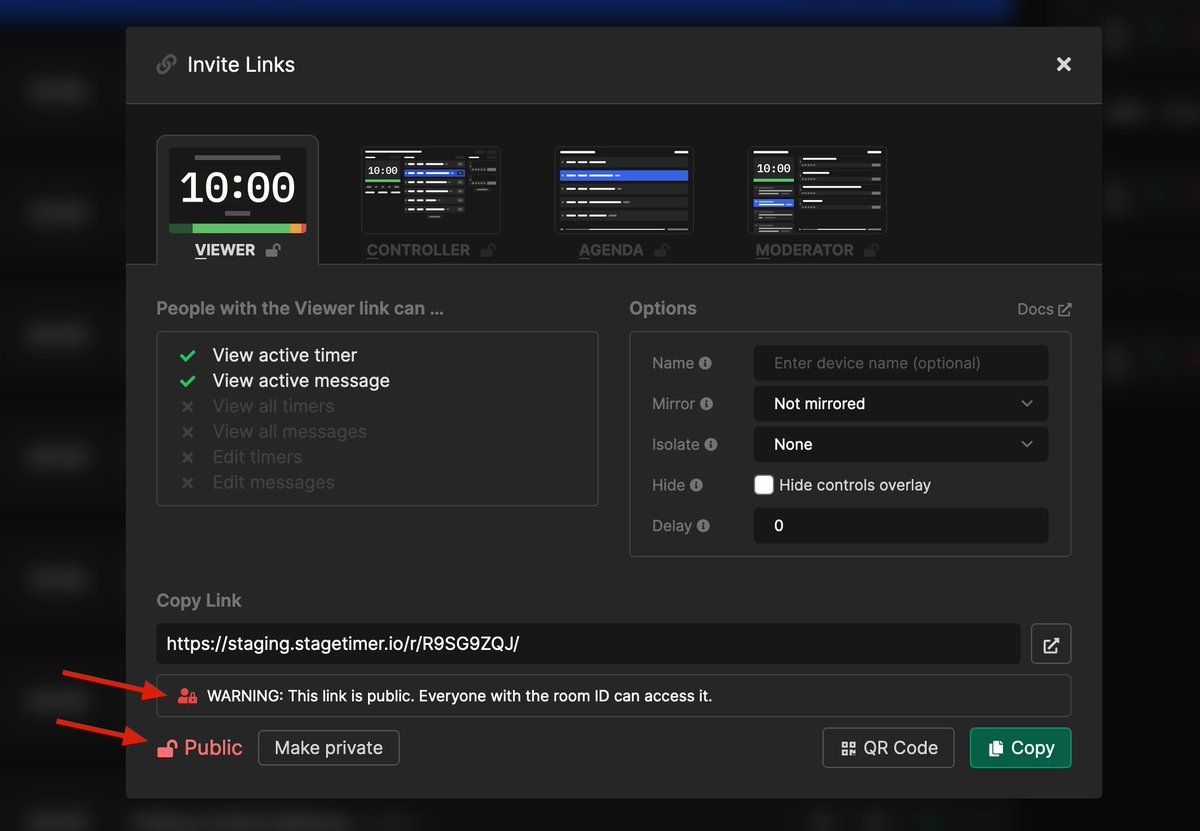 Invite Links
10:00
10:00
10:00
VIEWER
CONTROLLER
AGENDA
MODERATOR
People with the Viewer link can ...
View active timer
View active message
View all timers
View all messages
Edit timers
Edit messages
Options
Docs
Name
Enter device name (optional)
Mirror
Not mirrored
Isolate
None
Hide
Hide controls overlay
Delay
0
Copy Link
https://staging.stagetimer.io/r/R9SG9ZQJ/
WARNING: This link is public. Everyone with the room ID can access it.
Public
Make private
QR Code
Copy